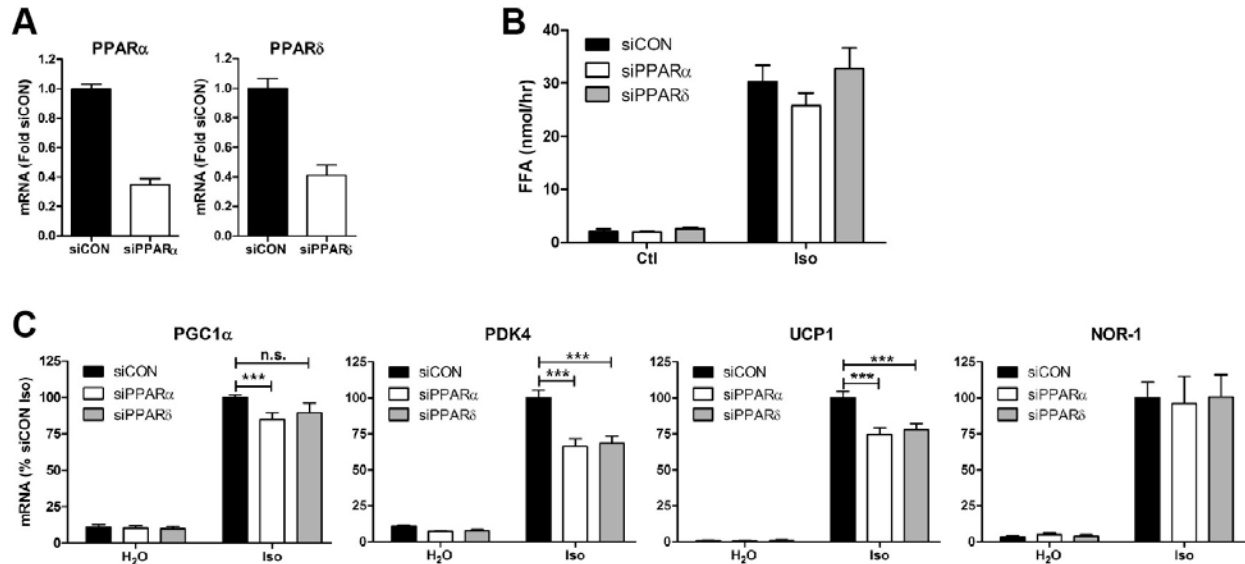 A
PPARα
mRNA (Fold siCON)
1.2
1.0
0.8
0.6
0.4
0.2
0.0
siCON siPPARα
PPARδ
mRNA (Fold siCON)
1.2
1.0
0.8
0.6
0.4
0.2
0.0
siCON siPPARδ
B
FFA (nmol/hr)
40
30
20
10
0
siCON
siPPARα
siPPARδ
Ctl Iso
C
PGC1α
mRNA (% siCON Iso)
125
100
75
50
25
0
siCON
siPPARα
siPPARδ
n.s.
***
H₂O Iso
PDK4
125
100
75
50
25
0
siCON
siPPARα
siPPARδ
***
***
H₂O Iso
UCP1
125
100
75
50
25
0
siCON
siPPARα
siPPARδ
***
***
H₂O Iso
NOR-1
125
100
75
50
25
0
siCON
siPPARα
siPPARδ
H₂O Iso